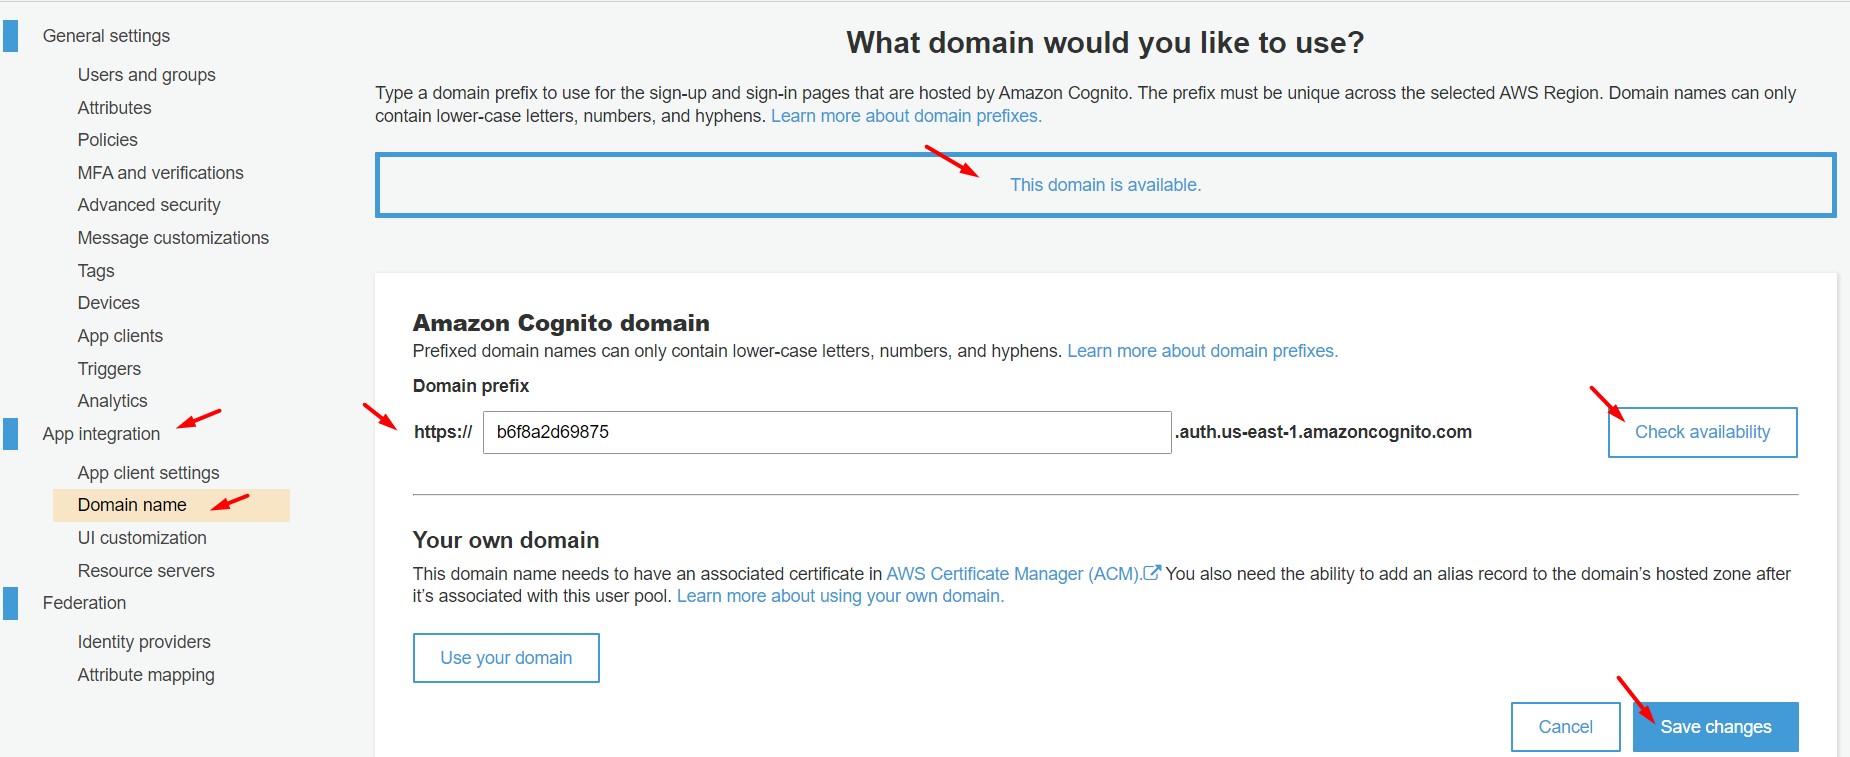 General settings
Users and groups
Attributes
Policies
MFA and verifications
Advanced security
Message customizations
Tags
Devices
App clients
Triggers
Analytics
App integration
App client settings
Domain name
UI customization
Resource servers
Federation
Identity providers
Attribute mapping
What domain would you like to use?
Type a domain prefix to use for the sign-up and sign-in pages that are hosted by Amazon Cognito. The prefix must be unique across the selected AWS Region. Domain names can only
contain lower-case letters, numbers, and hyphens. Learn more about domain prefixes.
This domain is available.
Amazon Cognito domain
Prefixed domain names can only contain lower-case letters, numbers, and hyphens. Learn more about domain prefixes.
Domain prefix
https:// b6f8a2d69875 .auth.us-east-1.amazoncognito.com Check availability
Your own domain
This domain name needs to have an associated certificate in AWS Certificate Manager (ACM). You also need the ability to add an alias record to the domain’s hosted zone after
it’s associated with this user pool. Learn more about using your own domain.
Use your domain
Cancel Save changes